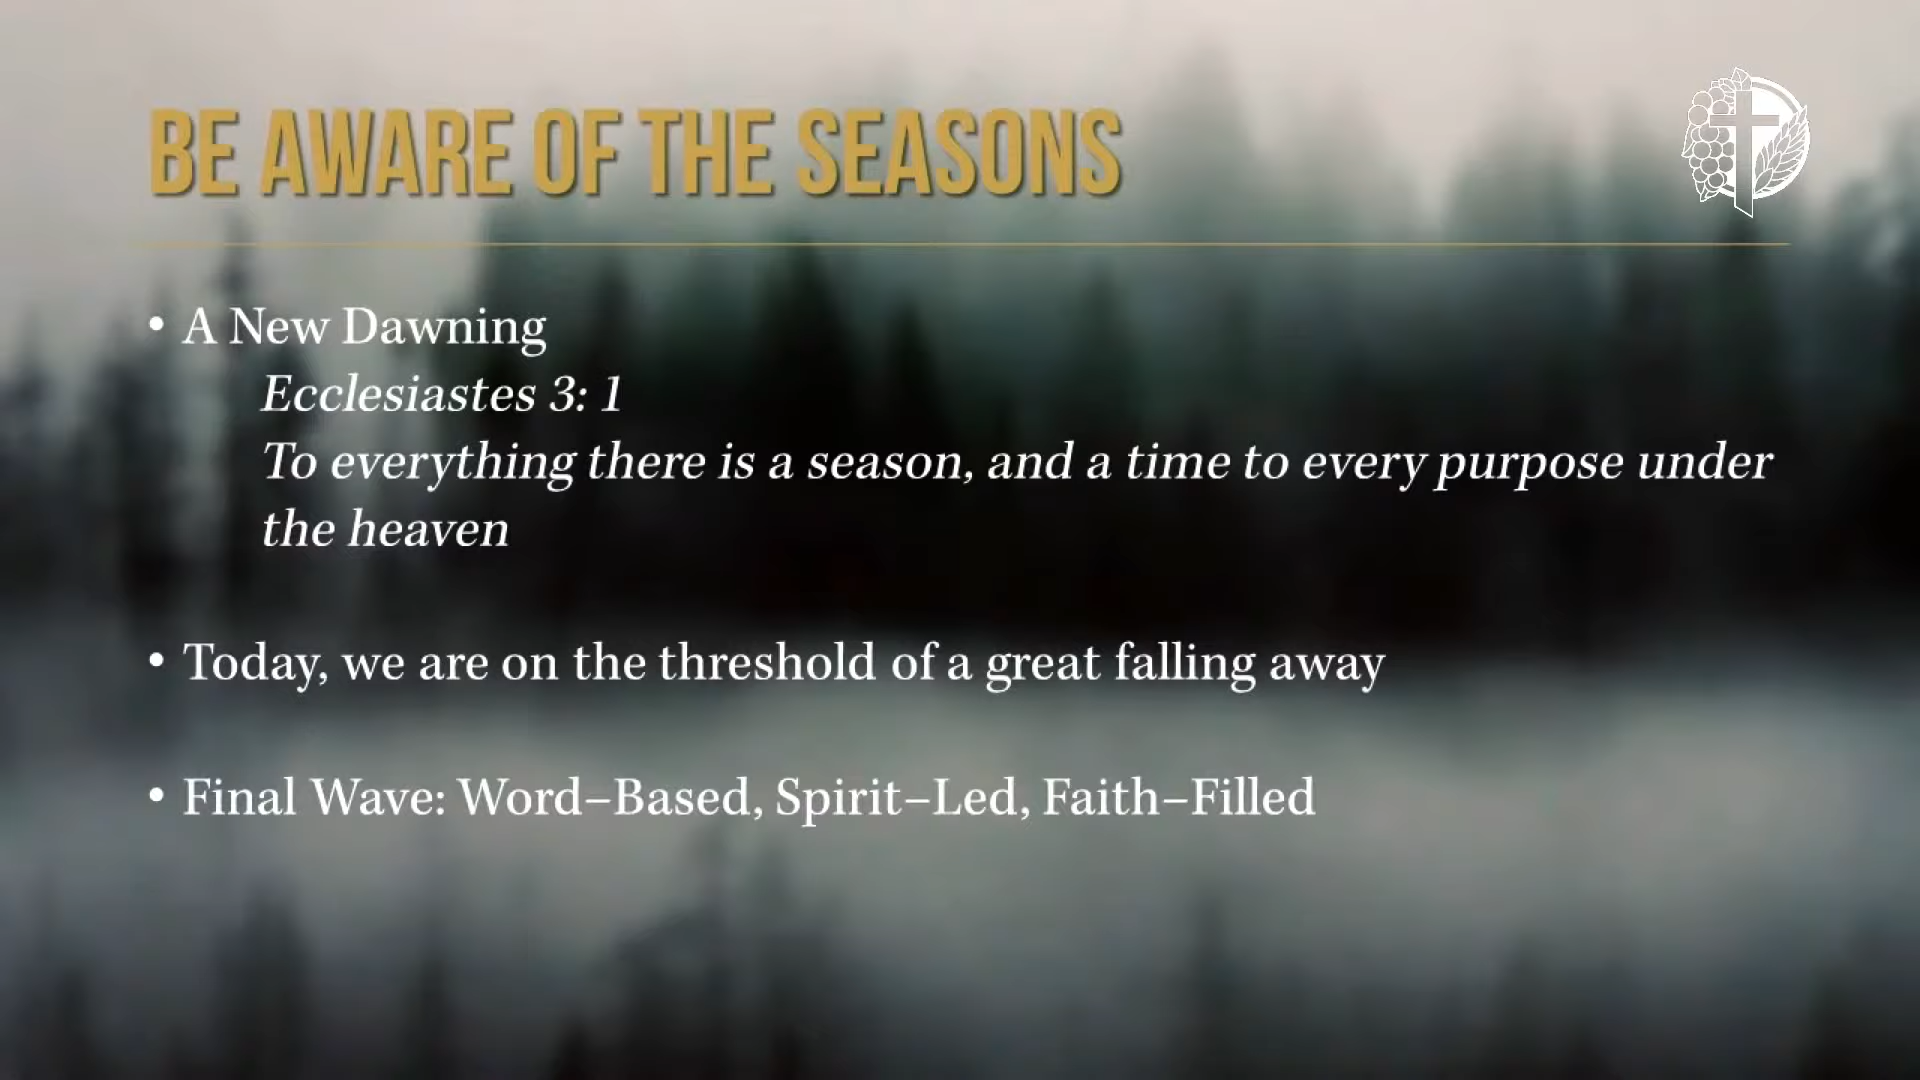 BE AWARE OF THE SEASONS
• A New Dawning
Ecclesiastes 3: 1
To everything there is a season, and a time to every purpose under
the heaven
• Today, we are on the threshold of a great falling away
• Final Wave: Word–Based, Spirit–Led, Faith–Filled